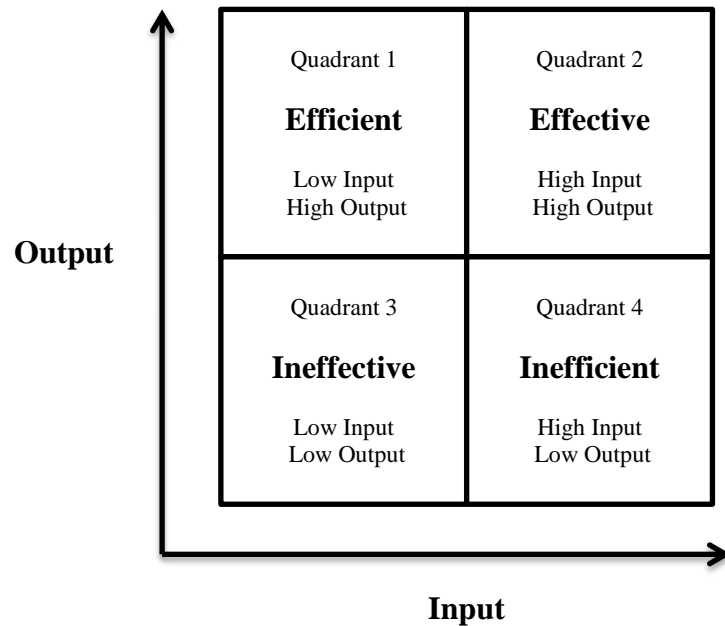 Quadrant 1
Efficient
Low Input
High Output
Quadrant 2
Effective
High Input
High Output
Output
Quadrant 3
Ineffective
Low Input
Low Output
Quadrant 4
Inefficient
High Input
Low Output
Input